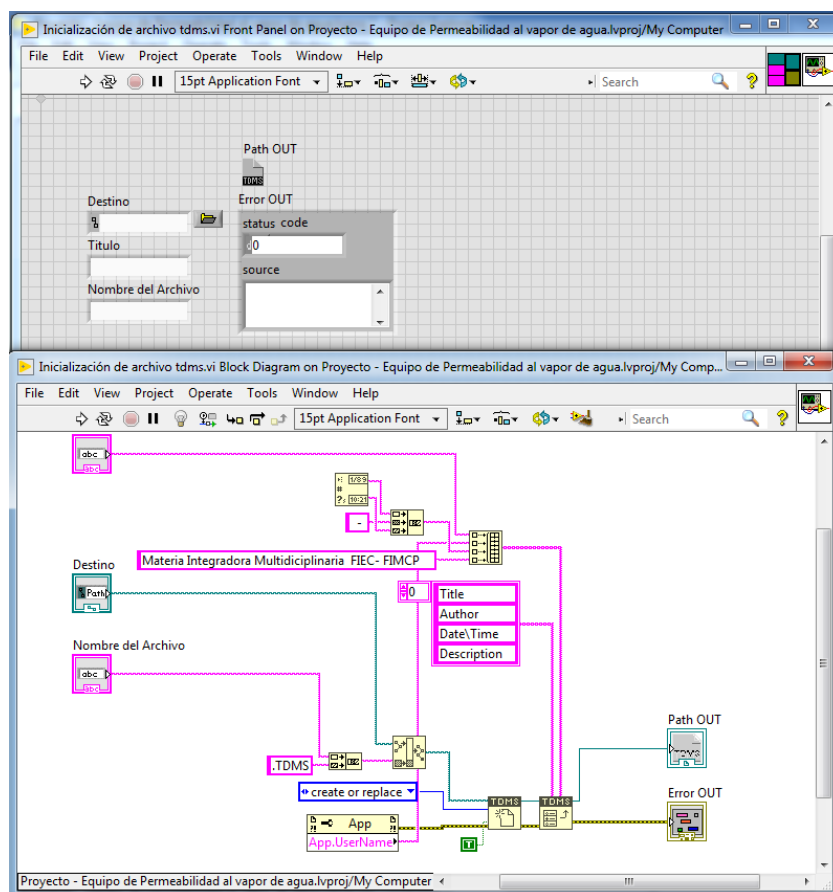 Inicialización de archivo tdms.vi Front Panel on Proyecto - Equipo de Permeabilidad al vapor de agua.lvproj/My Computer
File Edit View Project Operate Tools Window Help
15pt Application Font
Search
?
Path OUT
TDMS
Destino
Error OUT
status code
d0
Titulo
source
Nombre del Archivo
Inicialización de archivo tdms.vi Block Diagram on Proyecto - Equipo de Permeabilidad al vapor de agua.lvproj/My Comp...
File Edit View Project Operate Tools Window Help
15pt Application Font
Search
?
abc
abc
-
Materia Integradora Multidiciplinaria FIEC- FIMCP
Destino
Path
0
Title
Author
Date\Time
Description
Nombre del Archivo
abc
abc
Path OUT
TDMS
.TDMS
create or replace
TDMS
TDMS
Error OUT
App
App.UserName
T
Proyecto - Equipo de Permeabilidad al vapor de agua.lvproj/My Computer